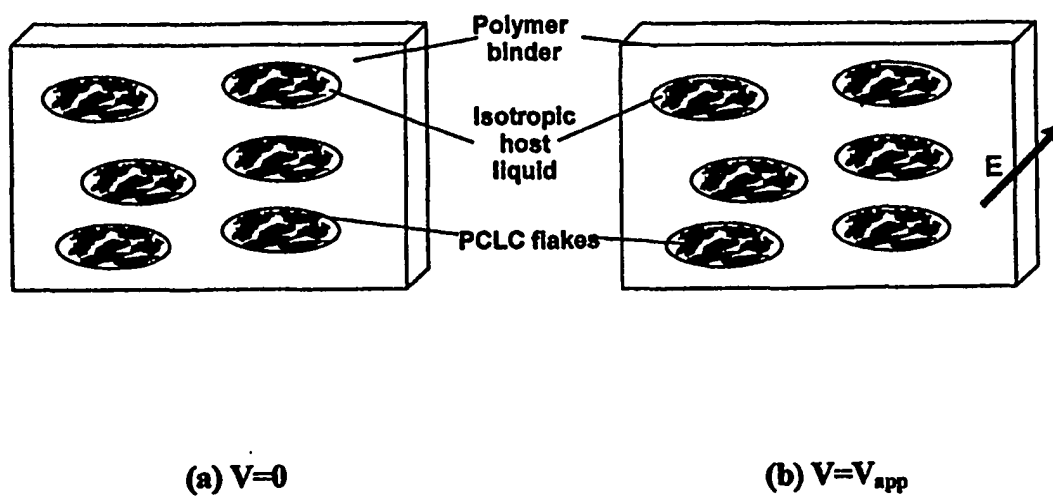 Polymer
binder
Isotropic
host
liquid
E
PCLC flakes
(a) V=0
(b) V=Vapp